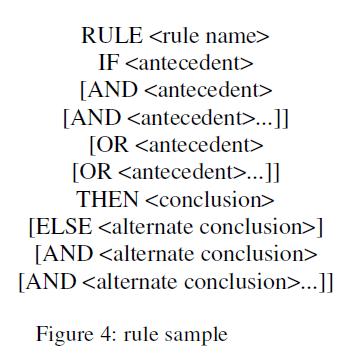 RULE <rule name>
IF <antecedent>
[AND <antecedent>
[AND <antecedent>...]]
[OR <antecedent>
[OR <antecedent>...]]
THEN <conclusion>
[ELSE <alternate conclusion>]
[AND <alternate conclusion>
[AND <alternate conclusion>...]]
Figure 4: rule sample